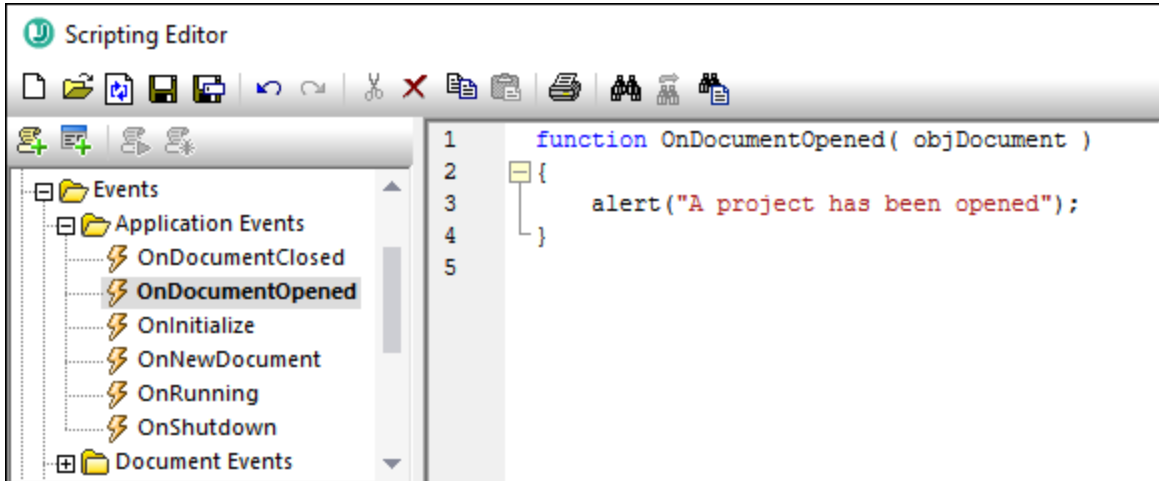 Scripting Editor
Events
Application Events
OnDocumentClosed
OnDocumentOpened
OnInitialize
OnNewDocument
OnRunning
OnShutdown
Document Events
1 function OnDocumentOpened( objDocument )
2 {
3 alert("A project has been opened");
4 }
5